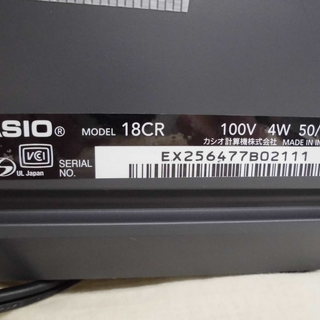 ASIO® MODEL 18CR 100V 4W 50/
カシオ計算機株式会社 MADE IN IN
VCI
UL Japan
SERIAL NO.
EX256477B02111